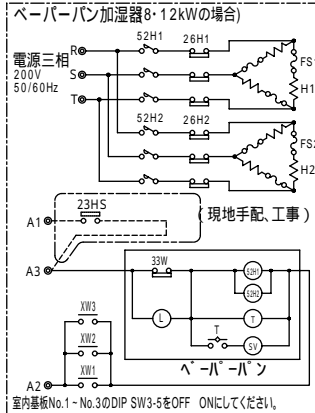 ペーパーパン加湿器8・12kWの場合)
電源三相
200V
50/60Hz
R
S
T
52H1
26H1
FS1
H1
52H2
26H2
FS2
H2
23HS
(現地手配、工事)
A1
A3
33W
52H1
52H2
L
T
T
SV
ペーパーパン
XW3
XW2
XW1
A2
室内基板No.1~No.3のDIP SW3-5をOFF ONにしてください。